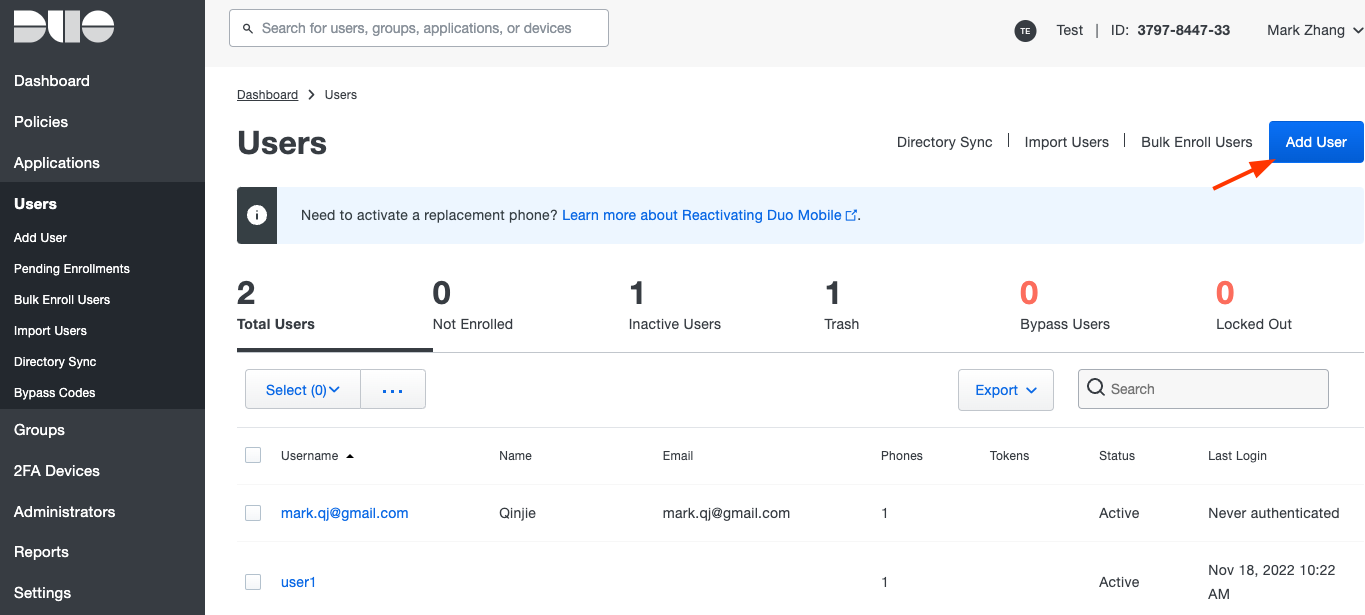 DUO
Search for users, groups, applications, or devices
TE Test | ID: 3797-8447-33 Mark Zhang
Dashboard
Policies
Applications
Users
Add User
Pending Enrollments
Bulk Enroll Users
Import Users
Directory Sync
Bypass Codes
Groups
2FA Devices
Administrators
Reports
Settings
Dashboard > Users
Users
Directory Sync | Import Users | Bulk Enroll Users Add User
Need to activate a replacement phone? Learn more about Reactivating Duo Mobile.
2 0 1 1 0 0
Total Users Not Enrolled Inactive Users Trash Bypass Users Locked Out
Select (0) ... Export Search
Username Name Email Phones Tokens Status Last Login
mark.qj@gmail.com Qinjie mark.qj@gmail.com 1 Active Never authenticated
user1 1 Active Nov 18, 2022 10:22
AM